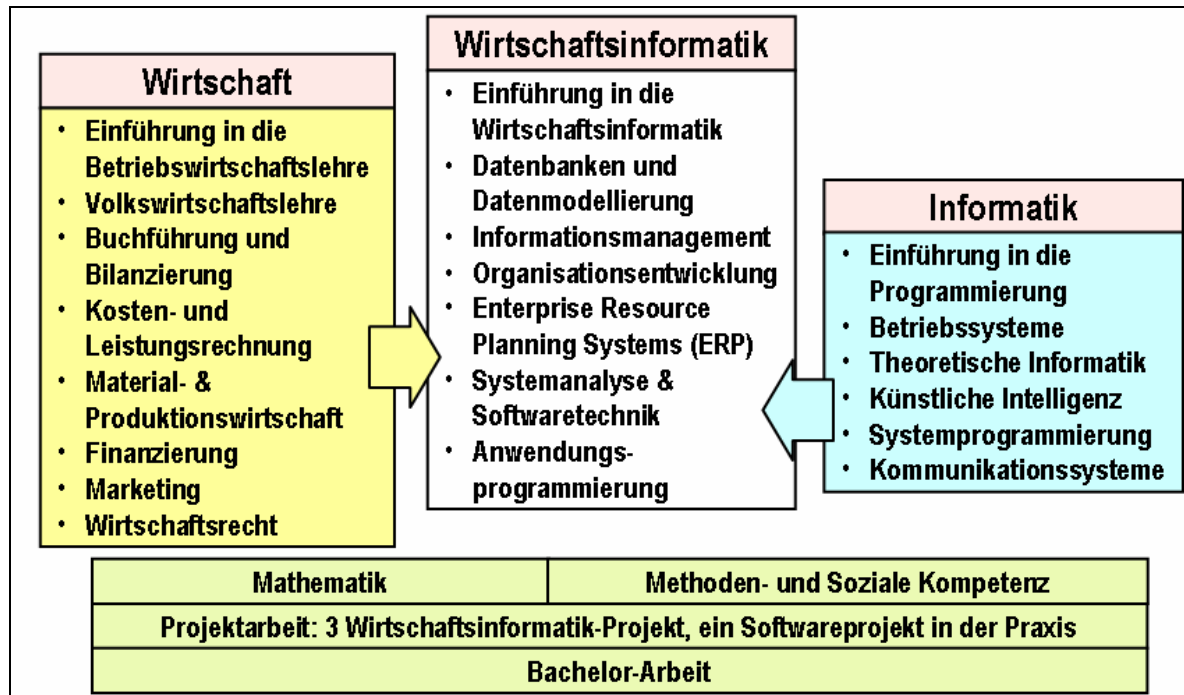 Wirtschaft
• Einführung in die
Betriebswirtschaftslehre
• Volkswirtschaftslehre
• Buchführung und
Bilanzierung
• Kosten- und
Leistungsrechnung
• Material- &
Produktionswirtschaft
• Finanzierung
• Marketing
• Wirtschaftsrecht
Wirtschaftsinformatik
• Einführung in die
Wirtschaftsinformatik
• Datenbanken und
Datenmodellierung
• Informationsmanagement
• Organisationsentwicklung
• Enterprise Resource
Planning Systems (ERP)
• Systemanalyse &
Softwaretechnik
• Anwendungs-
programmierung
Informatik
• Einführung in die
Programmierung
• Betriebssysteme
• Theoretische Informatik
• Künstliche Intelligenz
• Systemprogrammierung
• Kommunikationssysteme
Mathematik
Methoden- und Soziale Kompetenz
Projektarbeit: 3 Wirtschaftsinformatik-Projekt, ein Softwareprojekt in der Praxis
Bachelor-Arbeit